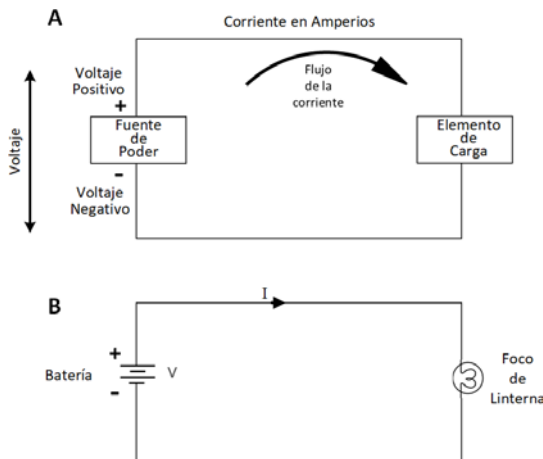 A
Corriente en Amperios
Voltaje
Positivo
+
Flujo
de la
corriente
Voltaje
Fuente
de
Poder
Elemento
de
Carga
-
Voltaje
Negativo
B
I
+
Batería
V
-
Foco
de
Linterna